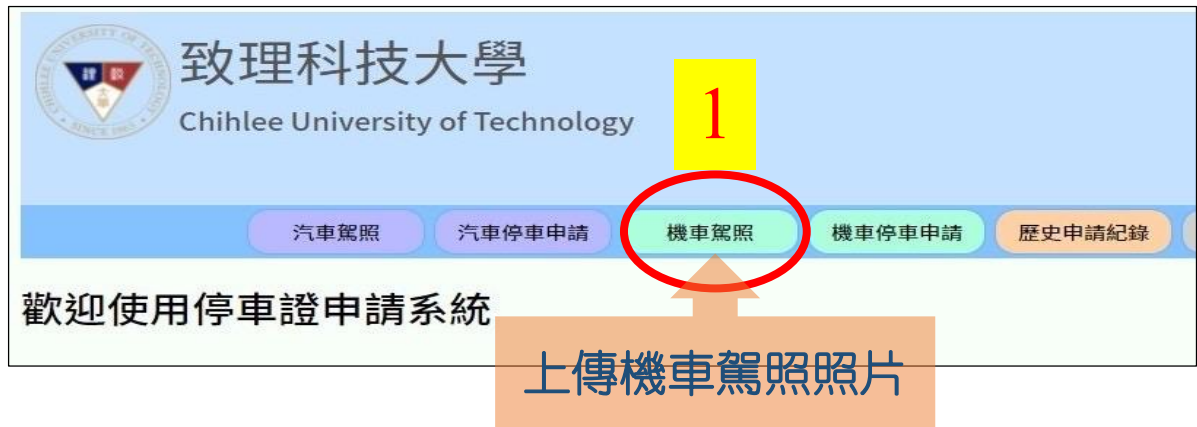 致理科技大學
Chihlee University of Technology
1
汽車駕照 汽車停車申請 機車駕照 機車停車申請 歷史申請紀錄
歡迎使用停車證申請系統
上傳機車駕照照片